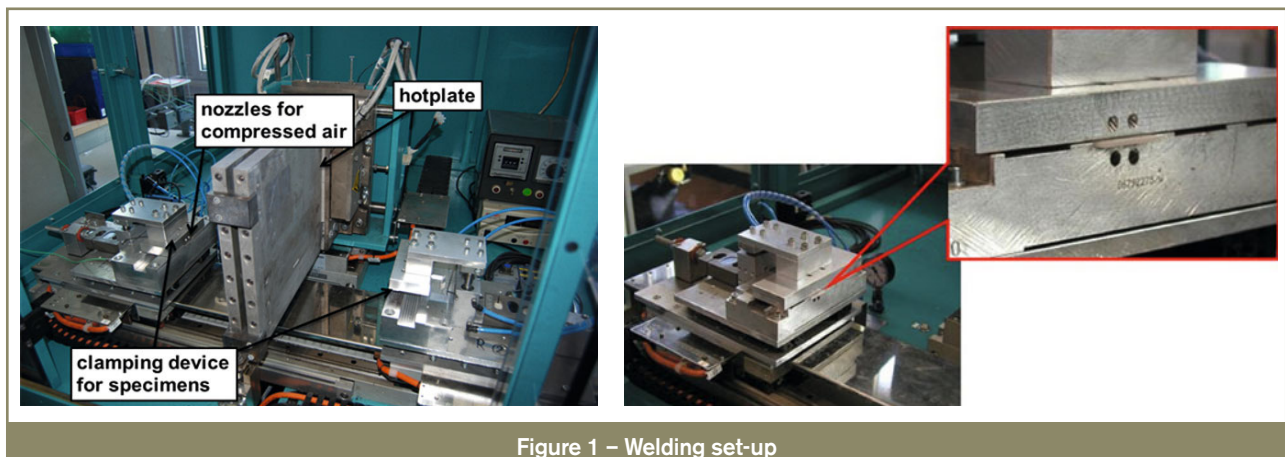 hotplate
nozzles for
compressed air
clamping device
for specimens
Figure 1 – Welding set-up